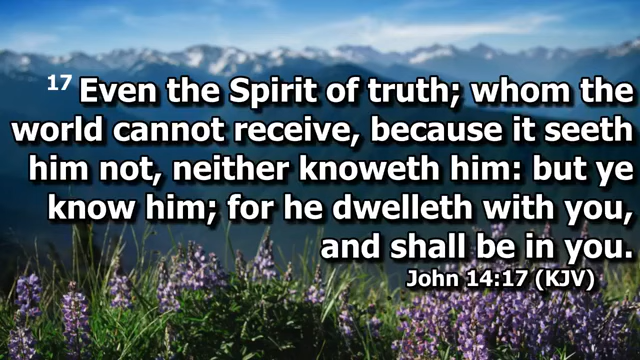 17 Even the Spirit of truth; whom the
world cannot receive, because it seeth
him not, neither knoweth him: but ye
know him; for he dwelleth with you,
and shall be in you.
John 14:17 (KJV)